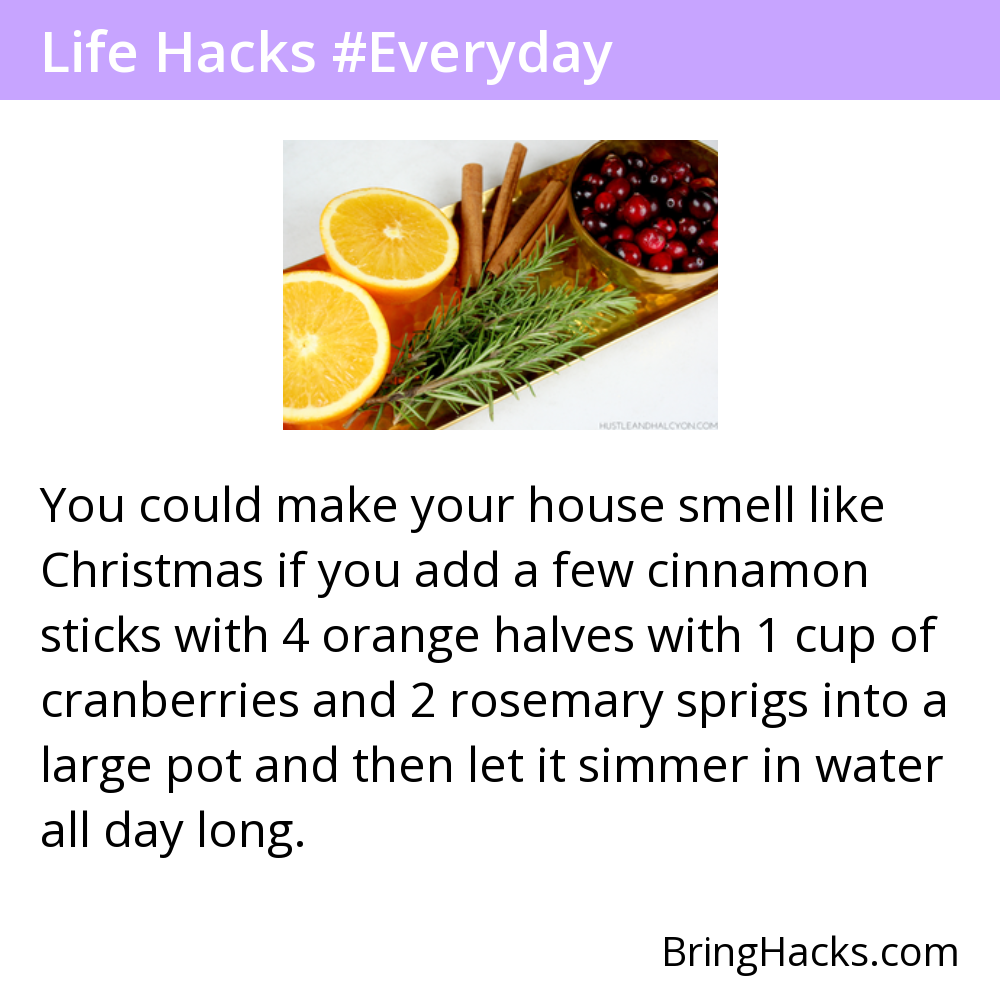 Life Hacks #Everyday
HUSTLEANDHALCYON.COM
You could make your house smell like
Christmas if you add a few cinnamon
sticks with 4 orange halves with 1 cup of
cranberries and 2 rosemary sprigs into a
large pot and then let it simmer in water
all day long.
BringHacks.com